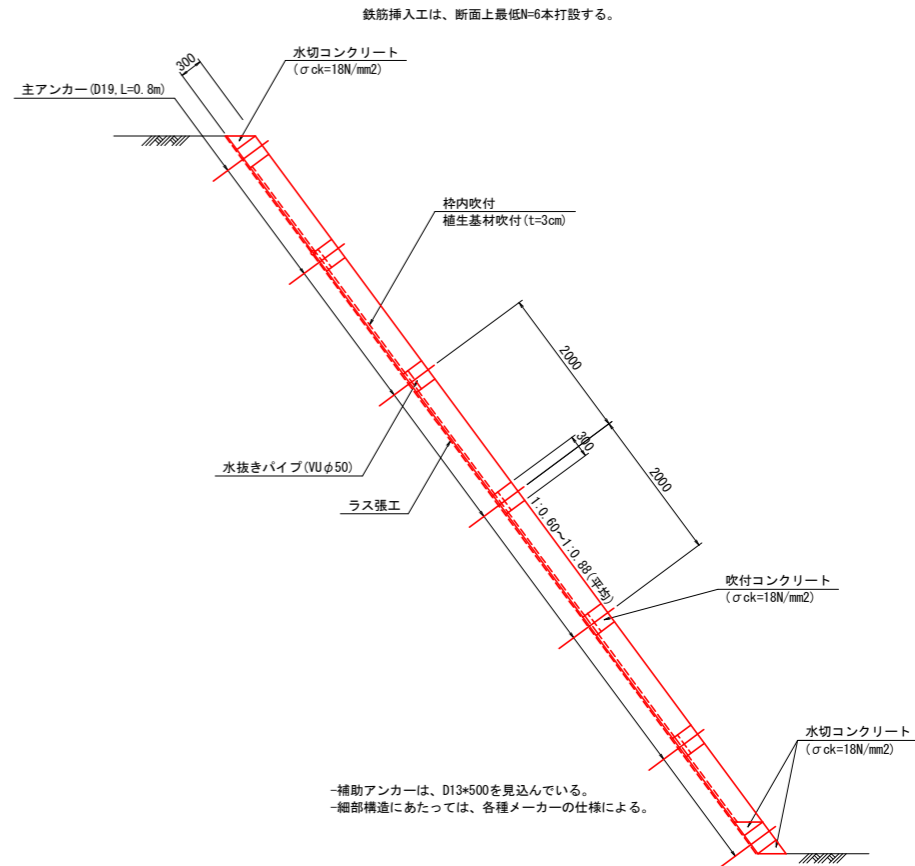 鉄筋挿入工は、断面上最低N=6本打設する。
300
水切コンクリート
(σck=18N/mm2)
主アンカー(D19,L=0.8m)
枠内吹付
植生基材吹付(t=3cm)
2000
300
2000
水抜きパイプ(VUφ50)
ラス張工
1:0.60～1:0.88(平均)
吹付コンクリート
(σck=18N/mm2)
水切コンクリート
(σck=18N/mm2)
-補助アンカーは、D13*500を見込んでいる。
-細部構造にあたっては、各種メーカーの仕様による。